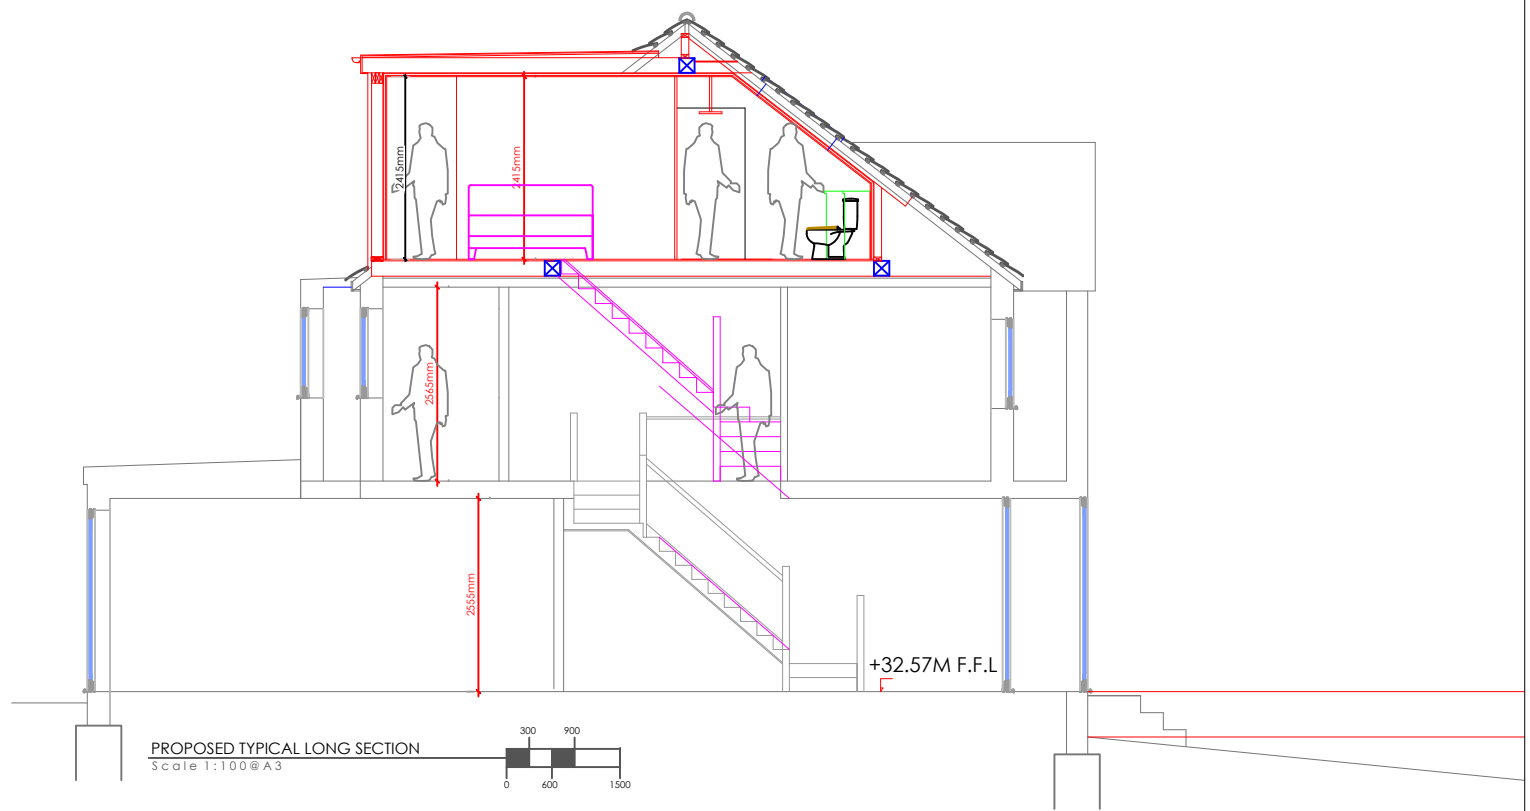 2415mm
2415mm
2565mm
2555mm
+32.57M F.F.L
PROPOSED TYPICAL LONG SECTION
Scale 1:100@A3
300 900
0 600 1500